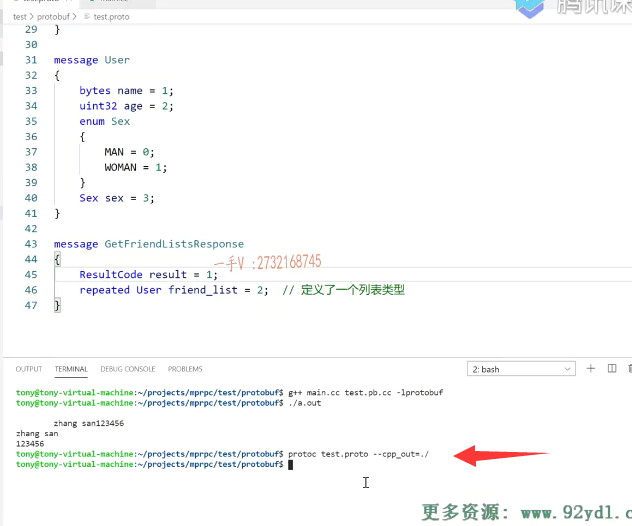 test > protobuf > test.proto
腾讯课
29 }
30
31 message User
32 {
33 bytes name = 1;
34 uint32 age = 2;
35 enum Sex
36 {
37 MAN = 0;
38 WOMAN = 1;
39 }
40 Sex sex = 3;
41 }
42
43 message GetFriendListsResponse
一手V :2732168745
44 {
45 ResultCode result = 1;
46 repeated User friend_list = 2; // 定义了一个列表类型
47 }
OUTPUT TERMINAL DEBUG CONSOLE PROBLEMS 2: bash
tony@tony-virtual-machine:~/projects/mprpc/test/protobuf$ g++ main.cc test.pb.cc -lprotobuf
tony@tony-virtual-machine:~/projects/mprpc/test/protobuf$ ./a.out
zhang san123456
zhang san
123456
tony@tony-virtual-machine:~/projects/mprpc/test/protobuf$ protoc test.proto --cpp_out=./
tony@tony-virtual-machine:~/projects/mprpc/test/protobuf$
更多资源: www.92ydl.c